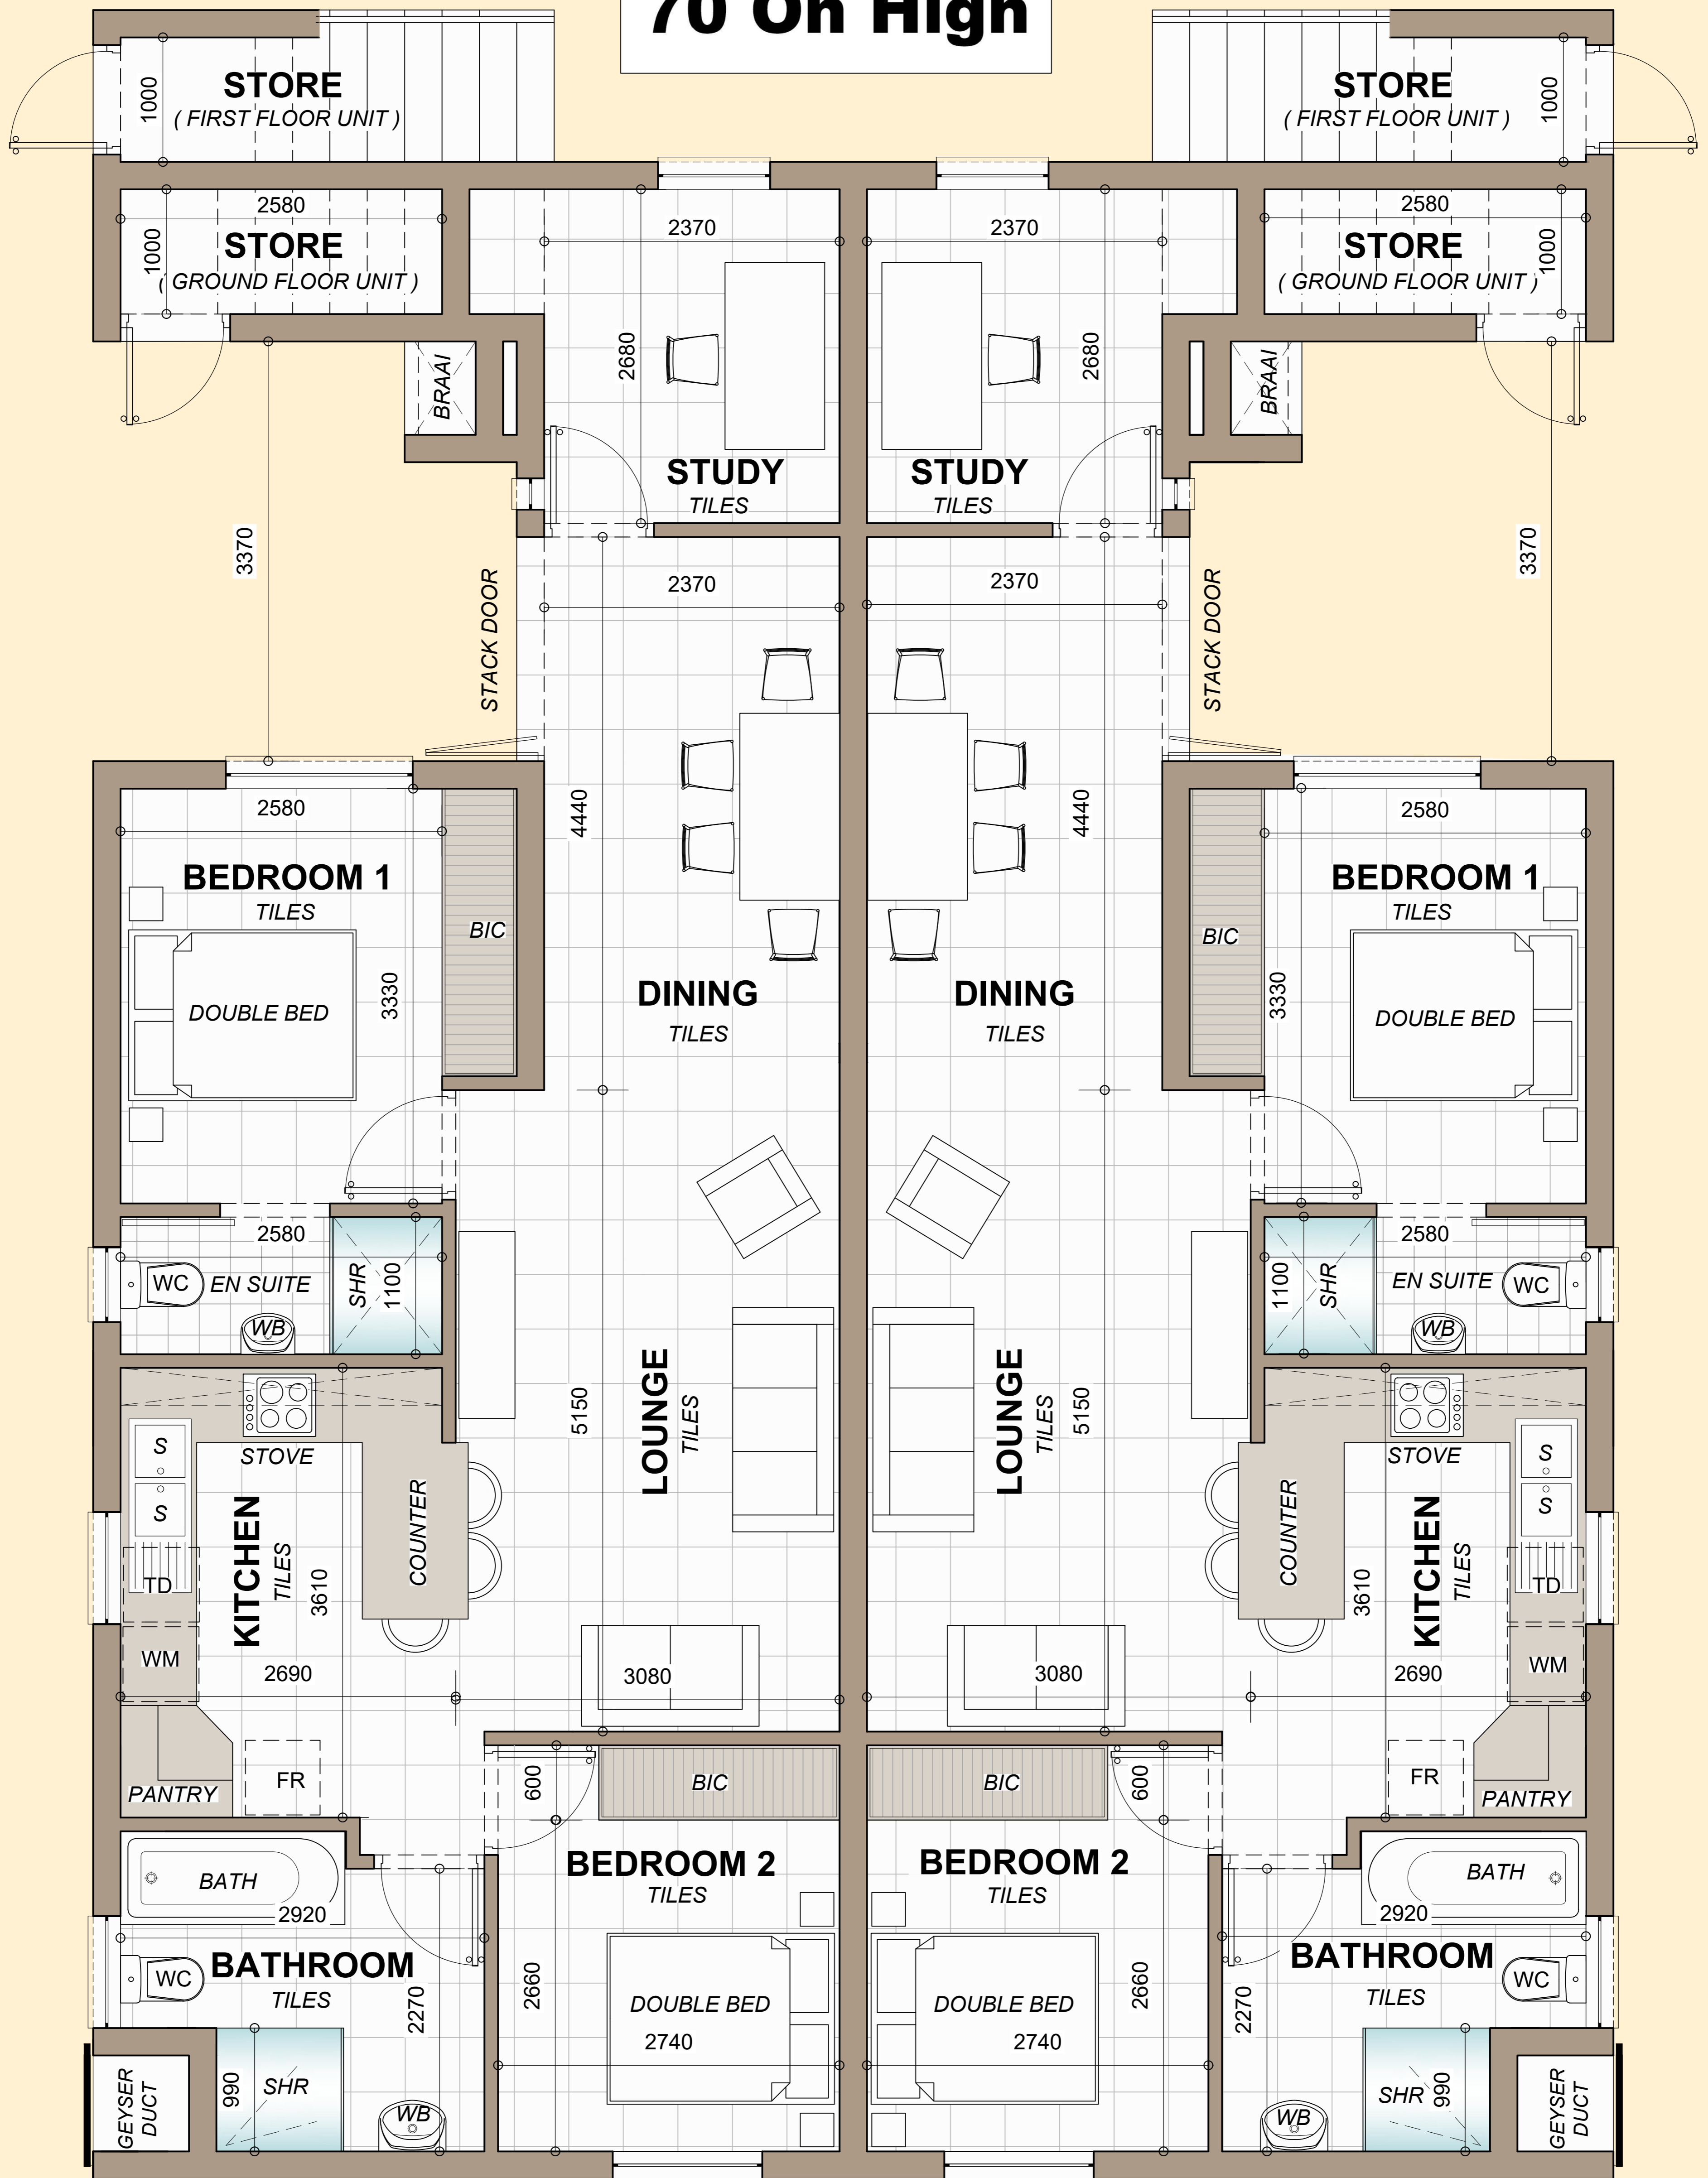 70 On High
STORE
( FIRST FLOOR UNIT )
1000
STORE
( FIRST FLOOR UNIT )
1000
2580
STORE
( GROUND FLOOR UNIT )
1000
2370
2370
2580
STORE
( GROUND FLOOR UNIT )
1000
BRAAI
2680
STUDY
TILES
2680
STUDY
TILES
BRAAI
3370
STACK DOOR
2370
2370
STACK DOOR
3370
2580
BEDROOM 1
TILES
BIC
DOUBLE BED
3330
4440
DINING
TILES
4440
DINING
TILES
2580
BEDROOM 1
TILES
BIC
DOUBLE BED
3330
2580
WC
EN SUITE
SHR
1100
WB
2580
1100
SHR
EN SUITE
WC
WB
STOVE
S
S
TD
WM
KITCHEN
TILES
3610
COUNTER
2690
PANTRY
FR
5150
LOUNGE
TILES
3080
LOUNGE
TILES
5150
3080
STOVE
S
S
TD
WM
COUNTER
3610
KITCHEN
TILES
2690
FR
PANTRY
600
BIC
BIC
600
BATH
2920
BATHROOM
TILES
WC
2270
990
SHR
WB
GEYSER
DUCT
BEDROOM 2
TILES
2660
DOUBLE BED
2740
BEDROOM 2
TILES
2660
DOUBLE BED
2740
BATH
2920
BATHROOM
TILES
WC
2270
SHR
990
WB
GEYSER
DUCT